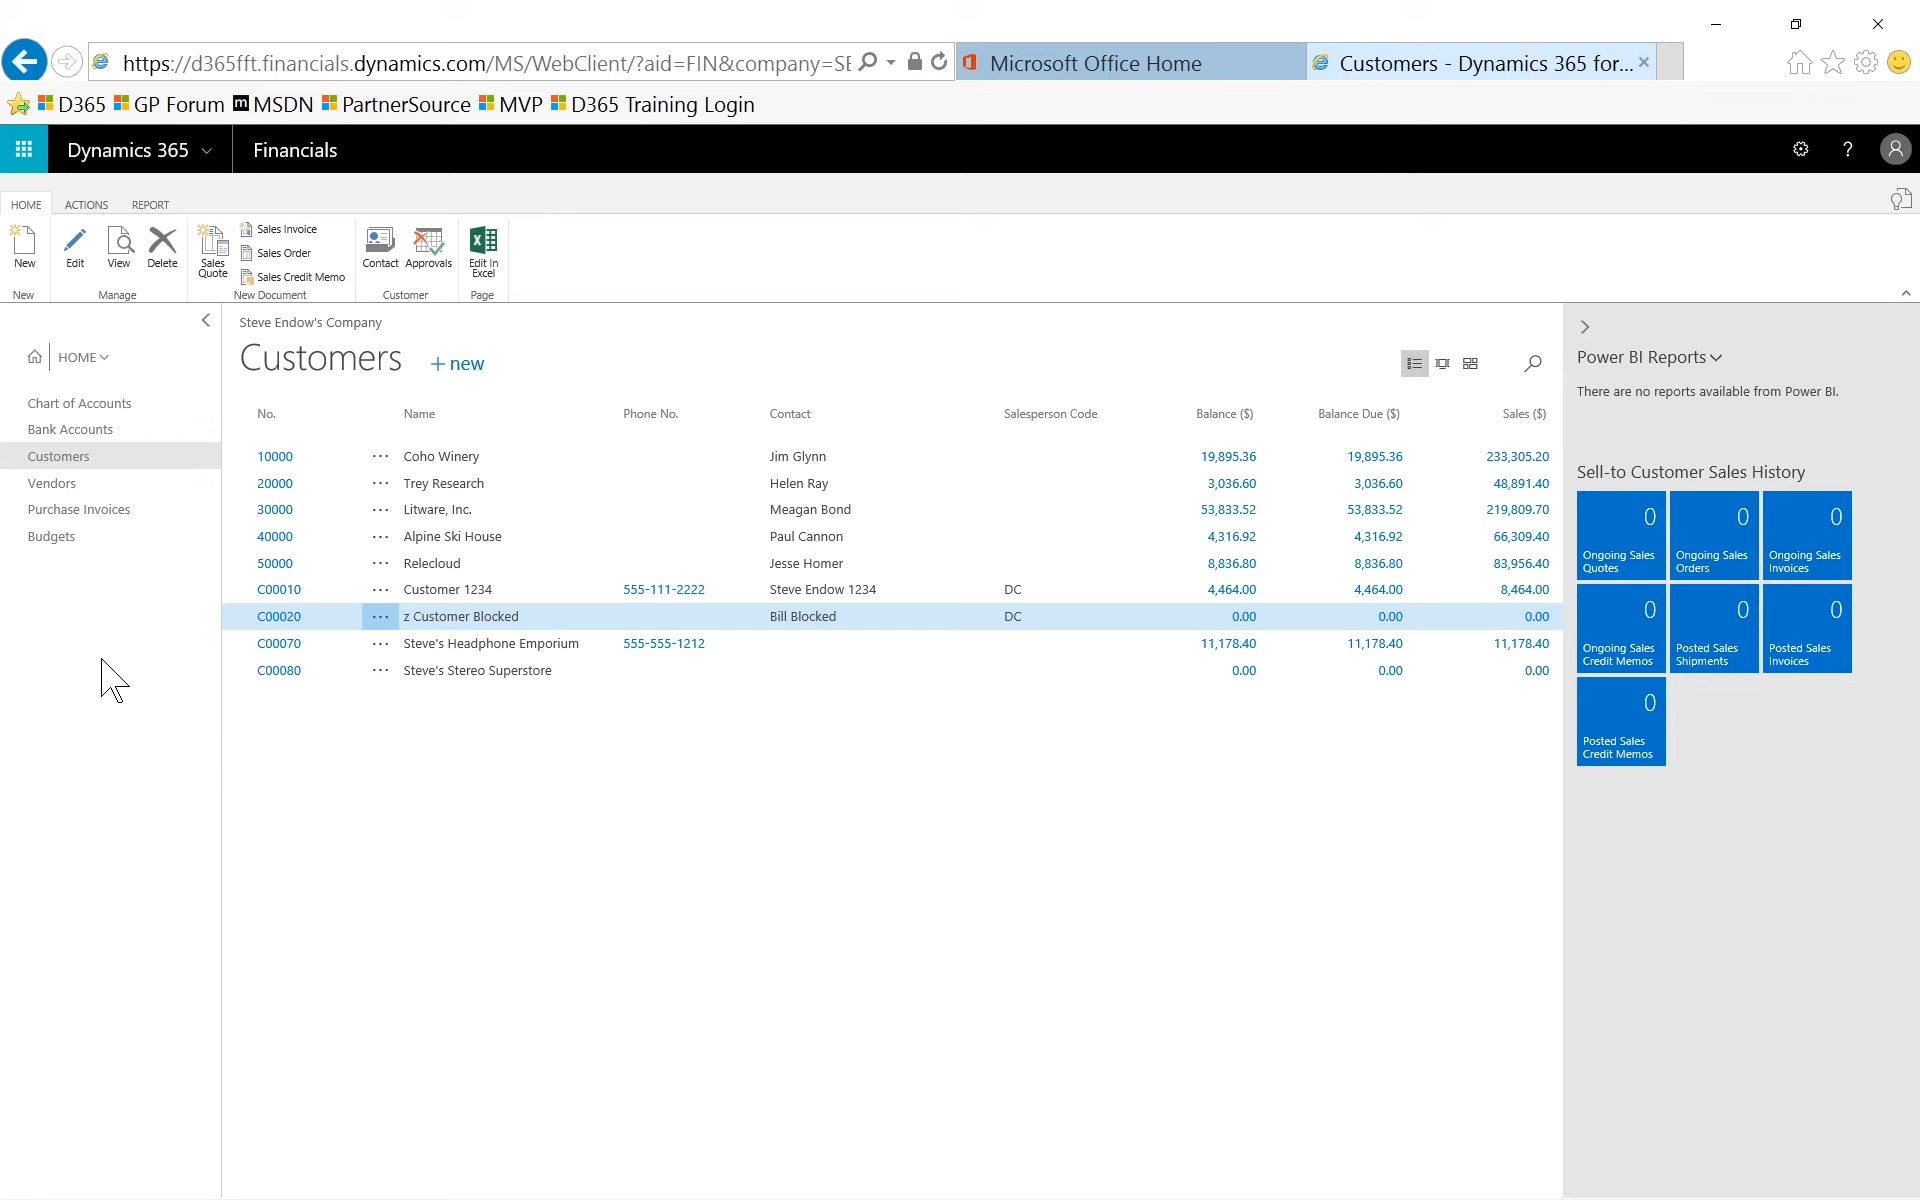 https://d365fft.financials.dynamics.com/MS/WebClient/?aid=FIN&company=SE
Microsoft Office Home
Customers - Dynamics 365 for...
D365 GP Forum MSDN PartnerSource MVP D365 Training Login
Dynamics 365 Financials
HOME ACTIONS REPORT
New
Edit
View
Delete
Sales Quote
Sales Invoice
Sales Order
Sales Credit Memo
Contact
Approvals
Edit In Excel
New Manage New Document Customer Page
HOME
Chart of Accounts
Bank Accounts
Customers
Vendors
Purchase Invoices
Budgets
Steve Endow's Company
Customers + new
No. Name Phone No. Contact Salesperson Code Balance ($) Balance Due ($) Sales ($)
10000 ... Coho Winery Jim Glynn 19,895.36 19,895.36 233,305.20
20000 ... Trey Research Helen Ray 3,036.60 3,036.60 48,891.40
30000 ... Litware, Inc. Meagan Bond 53,833.52 53,833.52 219,809.70
40000 ... Alpine Ski House Paul Cannon 4,316.92 4,316.92 66,309.40
50000 ... Relecloud Jesse Homer 8,836.80 8,836.80 83,956.40
C00010 ... Customer 1234 555-111-2222 Steve Endow 1234 DC 4,464.00 4,464.00 8,464.00
C00020 ... z Customer Blocked Bill Blocked DC 0.00 0.00 0.00
C00070 ... Steve's Headphone Emporium 555-555-1212 11,178.40 11,178.40 11,178.40
C00080 ... Steve's Stereo Superstore 0.00 0.00 0.00
Power BI Reports
There are no reports available from Power BI.
Sell-to Customer Sales History
0 Ongoing Sales Quotes
0 Ongoing Sales Orders
0 Ongoing Sales Invoices
0 Ongoing Sales Credit Memos
0 Posted Sales Shipments
0 Posted Sales Invoices
0 Posted Sales Credit Memos